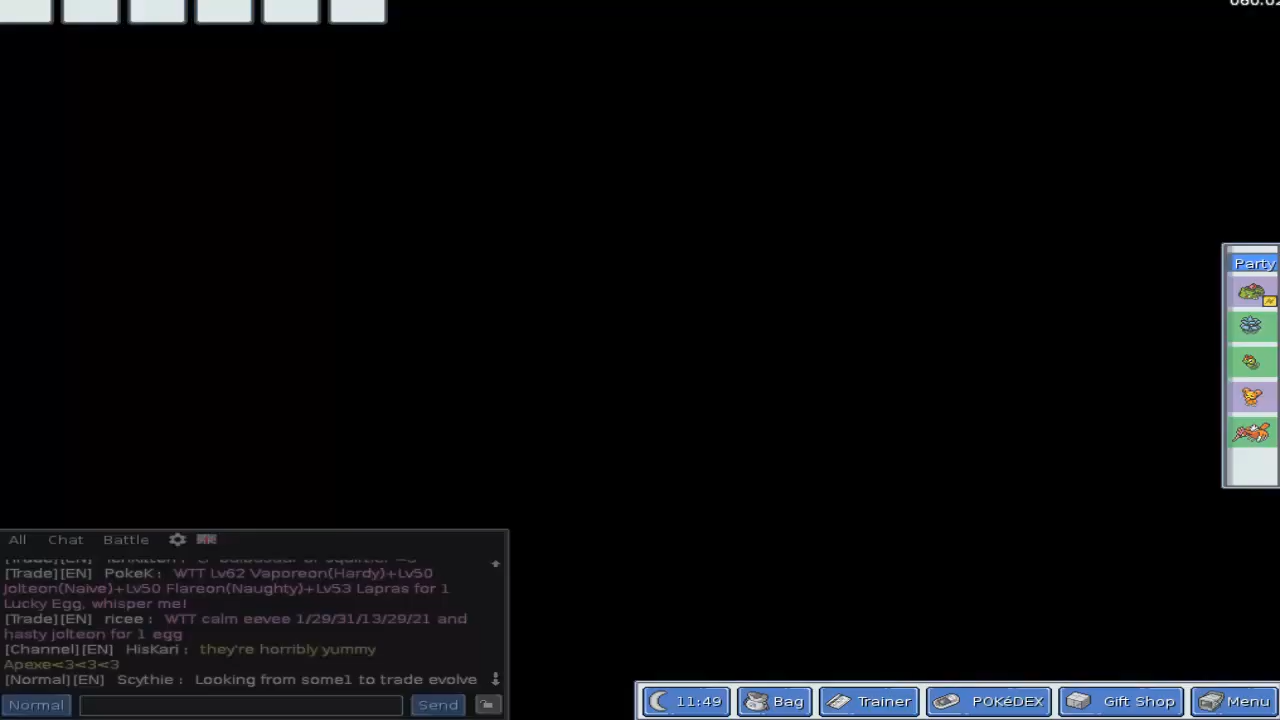 Party
All Chat Battle
[Trade][EN] PokeK: WTT Lv62 Vaporeon(Hardy)+Lv50
Jolteon(Naive)+Lv50 Flareon(Naughty)+Lv53 Lapras for 1
Lucky Egg, whisper me!
[Trade][EN] ricee: WTT calm eevee 1/29/31/13/29/21 and
hasty jolteon for 1 egg
[Channel][EN] HisKari: they're horribly yummy
Apexe<3<3<3
[Normal][EN] Scythie: Looking from some1 to trade evolve
Normal Send
11:49 Bag Trainer POKéDEX Gift Shop Menu